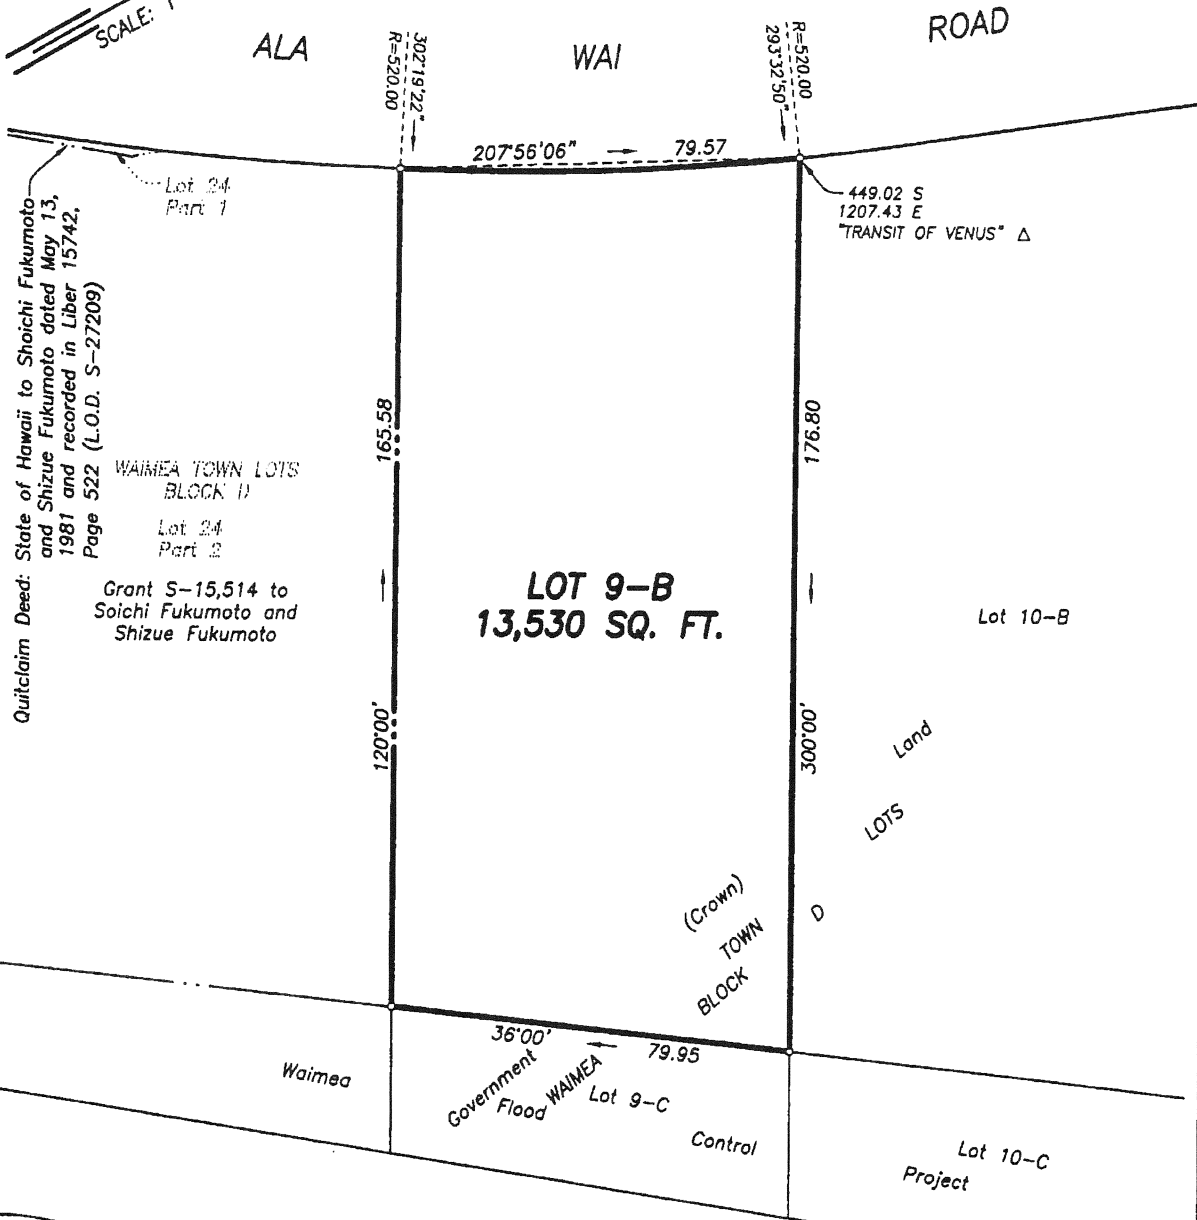 SCALE: 1
ALA
WAI
ROAD
302°19'22"
R=520.00
R=520.00
293°32'50"
207°56'06"
79.57
Lot 24
Part 1
449.02 S
1207.43 E
"TRANSIT OF VENUS" Δ
Quitclaim Deed: State of Hawaii to Shoichi Fukumoto
and Shizue Fukumoto dated May 13,
1981 and recorded in Liber 15742,
Page 522 (L.O.D. S-27209)
165.58
176.80
WAIMEA TOWN LOTS
BLOCK D
Lot 24
Part 2
Grant S-15,514 to
Soichi Fukumoto and
Shizue Fukumoto
LOT 9-B
13,530 SQ. FT.
Lot 10-B
120°00'
300°00'
Land
LOTS
(Crown)
TOWN
BLOCK
D
36°00'
79.95
Waimea
Government
Flood
WAIMEA
Lot 9-C
Control
Lot 10-C
Project